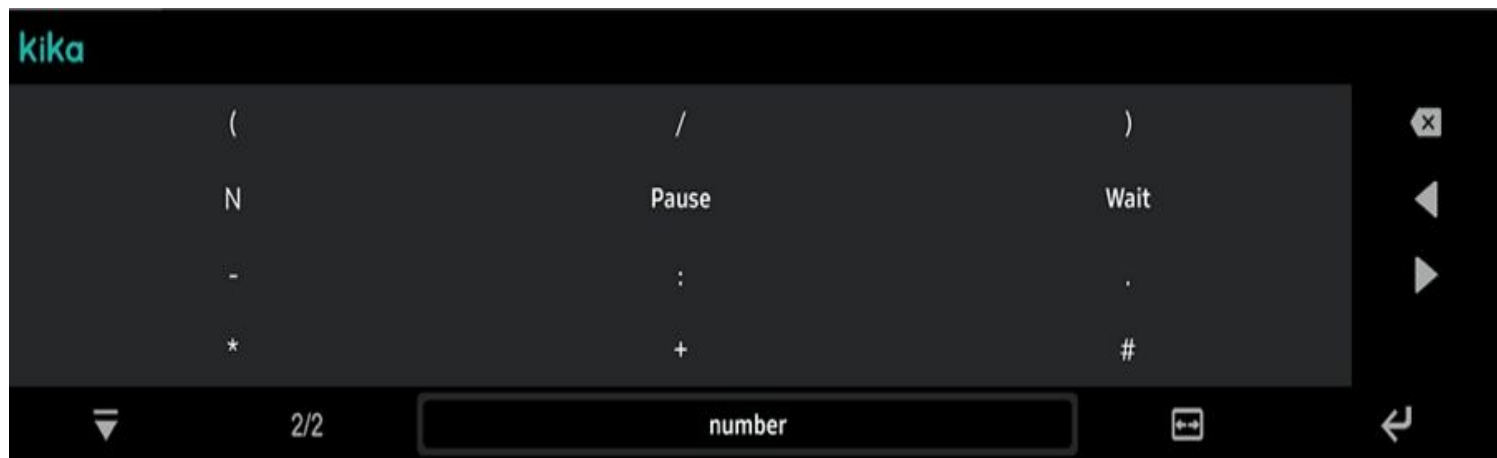 kika
( / )
N Pause Wait
- : .
* + #
2/2 number